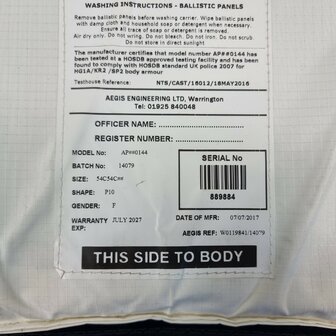 WASHING INSTRUCTIONS - BALLISTIC PANELS
Remove ballistic panels before washing carrier. Wipe ballistic panels
with damp cloth and household soap or detergent when necessary.
Ensure all trace of soap or detergent is removed.
Air dry only. Do not wring. Do not bleach. Do not iron. Do not scrub.
Do not store in direct sunlight
The manufacturer certifies that model number AP##0144 has
been tested at a HOSDB approved testing facility and has been
found to comply with HOSDB standard UK police 2007 for
HG1A/KR2 /SP2 body armour
Testhouse Reference: NTS/CAST/16012/18MAY2016
AEGIS ENGINEERING LTD, Warrington
Tel: 01925 840048
OFFICER NAME:
REGISTER NUMBER:
MODEL No: AP##0144
BATCH No: 14079
SIZE: 54C54C##
SHAPE: P10
GENDER: F
WARRANTY EXP: JULY 2027
SERIAL No
889884
DATE OF MFR: 07/07/2017
AEGIS REF: W0119841/14079
THIS SIDE TO BODY